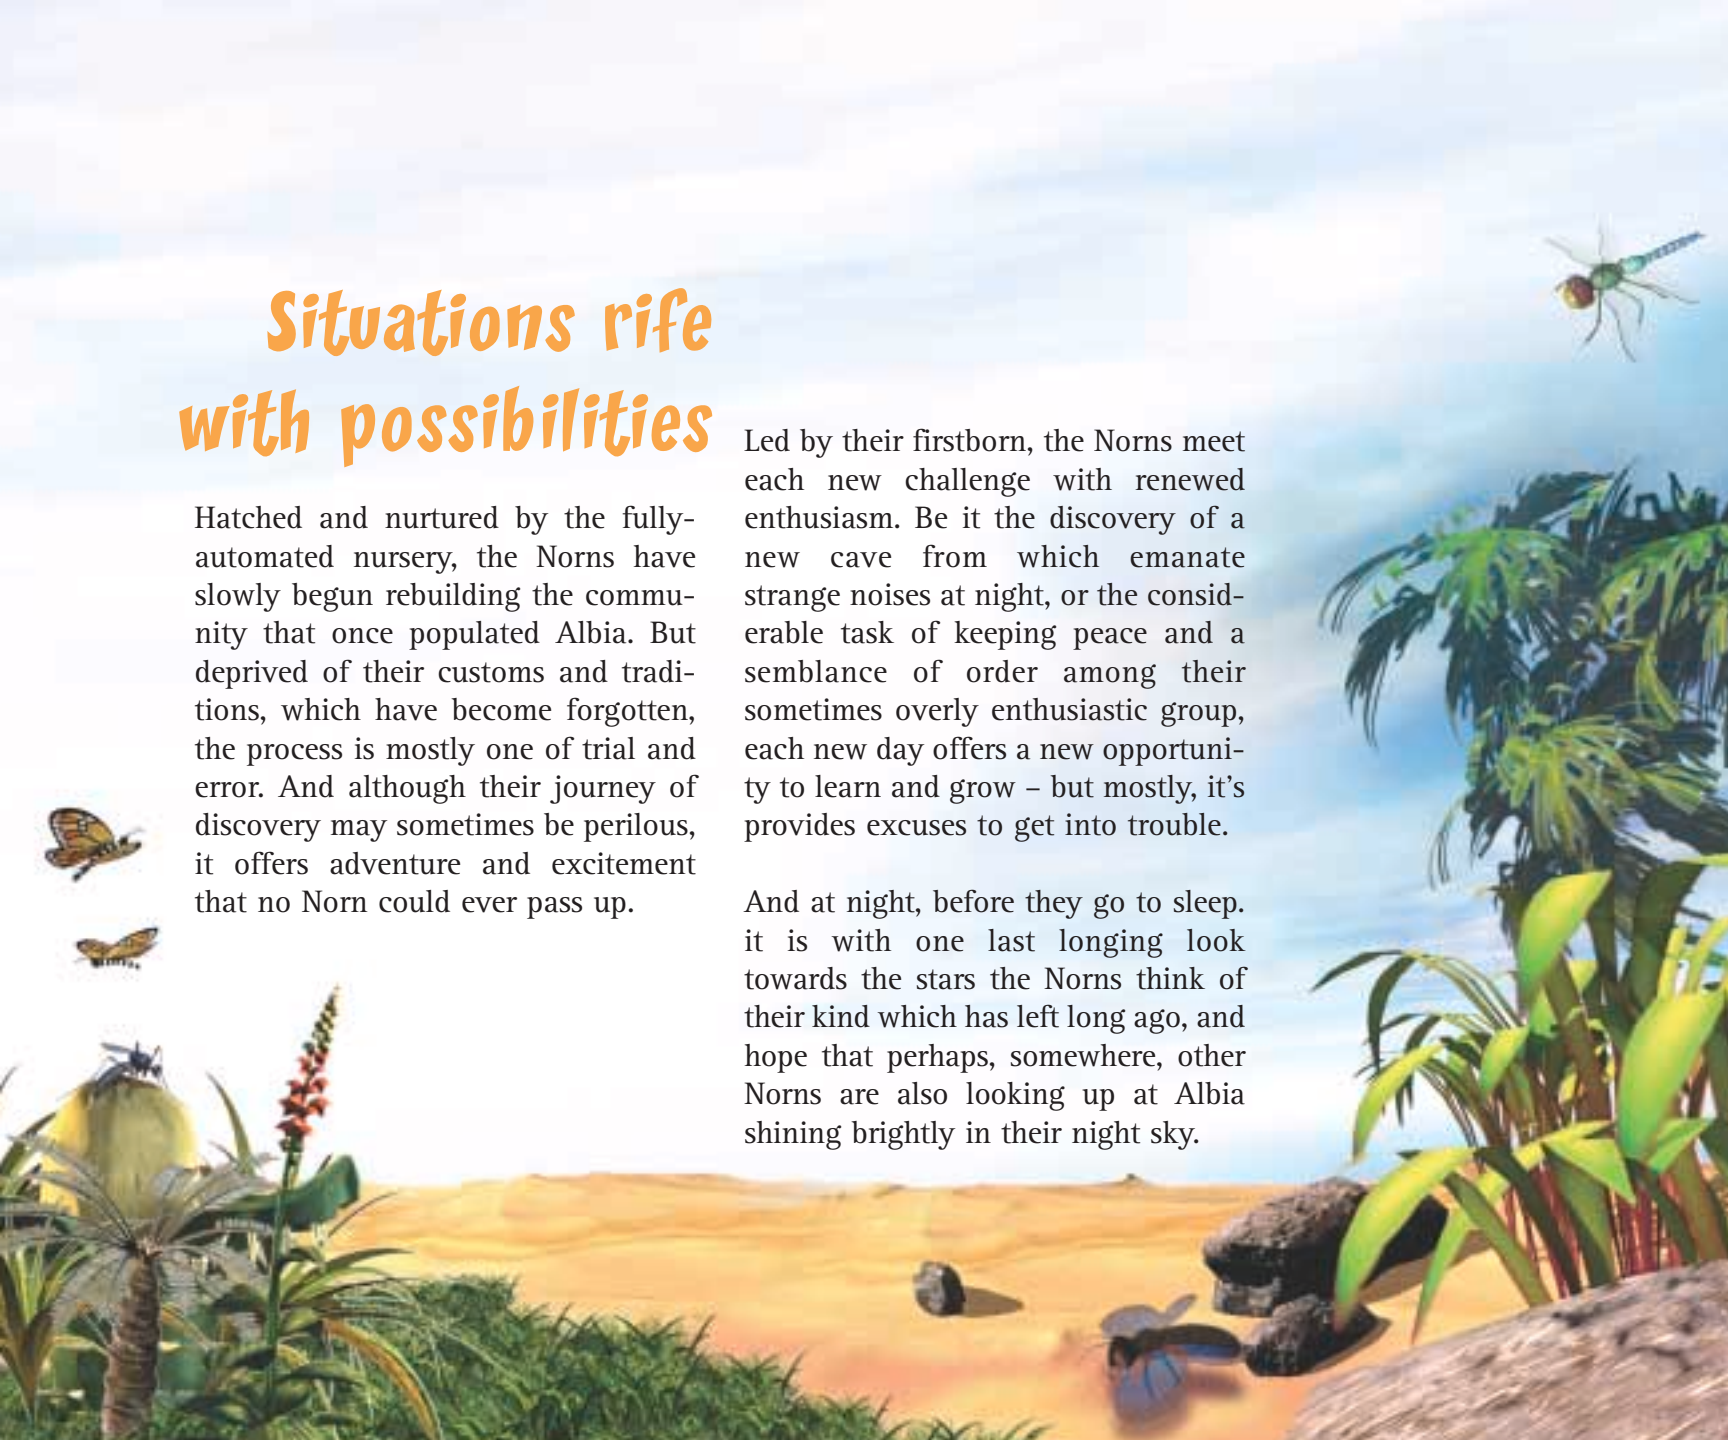 Situations rife
with possibilities
Hatched and nurtured by the fully-
automated nursery, the Norns have
slowly begun rebuilding the commu-
nity that once populated Albia. But
deprived of their customs and tradi-
tions, which have become forgotten,
the process is mostly one of trial and
error. And although their journey of
discovery may sometimes be perilous,
it offers adventure and excitement
that no Norn could ever pass up.
Led by their firstborn, the Norns meet
each new challenge with renewed
enthusiasm. Be it the discovery of a
new cave from which emanate
strange noises at night, or the consid-
erable task of keeping peace and a
semblance of order among their
sometimes overly enthusiastic group,
each new day offers a new opportuni-
ty to learn and grow – but mostly, it's
provides excuses to get into trouble.
And at night, before they go to sleep.
it is with one last longing look
towards the stars the Norns think of
their kind which has left long ago, and
hope that perhaps, somewhere, other
Norns are also looking up at Albia
shining brightly in their night sky.